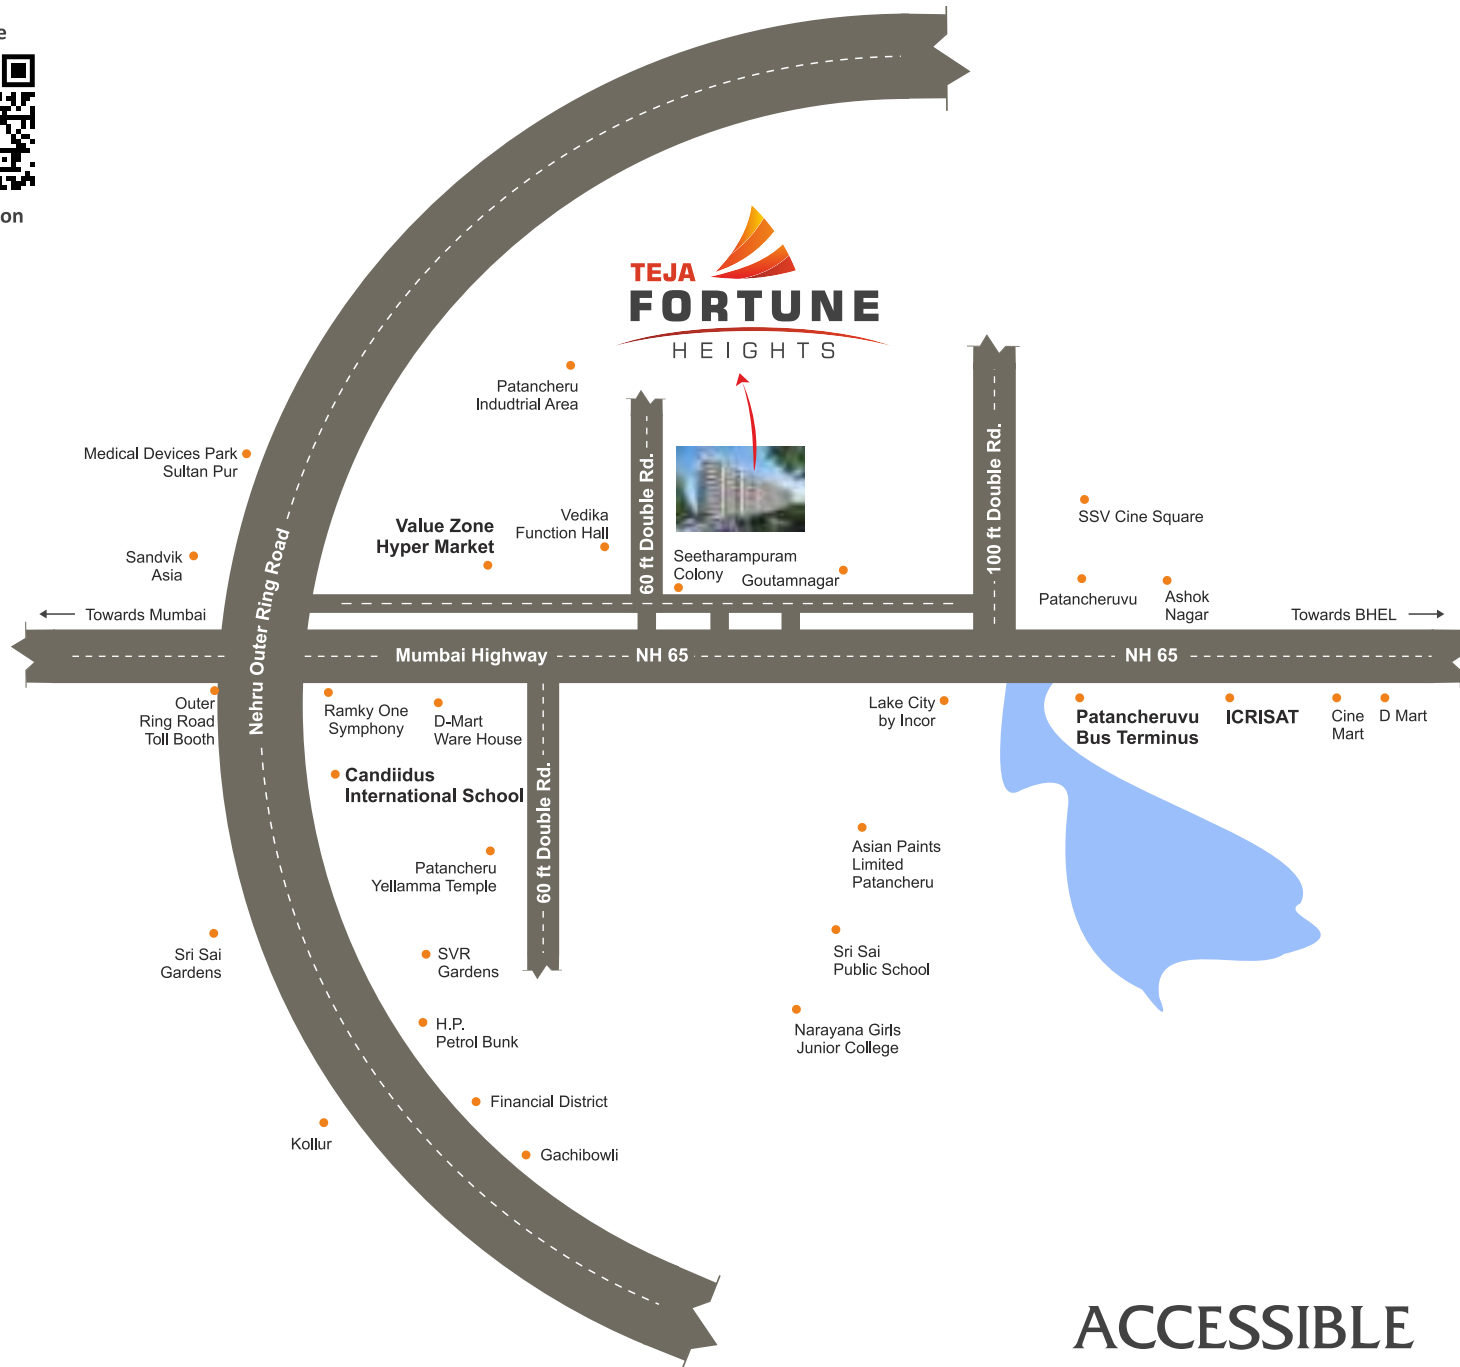 e
on
TEJA
FORTUNE
HEIGHTS
Patancheru
Indudtrial Area
Medical Devices Park
Sultan Pur
Value Zone
Hyper Market
Vedika
Function Hall
60 ft Double Rd.
100 ft Double Rd.
SSV Cine Square
Sandvik
Asia
Nehru Outer Ring Road
Seetharampuram
Colony
Goutamnagar
Patancheruvu
Ashok
Nagar
Towards Mumbai
Towards BHEL
Mumbai Highway
NH 65
NH 65
Outer
Ring Road
Toll Booth
Ramky One
Symphony
D-Mart
Ware House
Lake City
by Incor
Patancheruvu
Bus Terminus
ICRISAT
Cine
Mart
D Mart
Candiidus
International School
60 ft Double Rd.
Patancheru
Yellamma Temple
Asian Paints
Limited
Patancheru
Sri Sai
Gardens
SVR
Gardens
Sri Sai
Public School
H.P.
Petrol Bunk
Narayana Girls
Junior College
Financial District
Kollur
Gachibowli
ACCESSIBLE